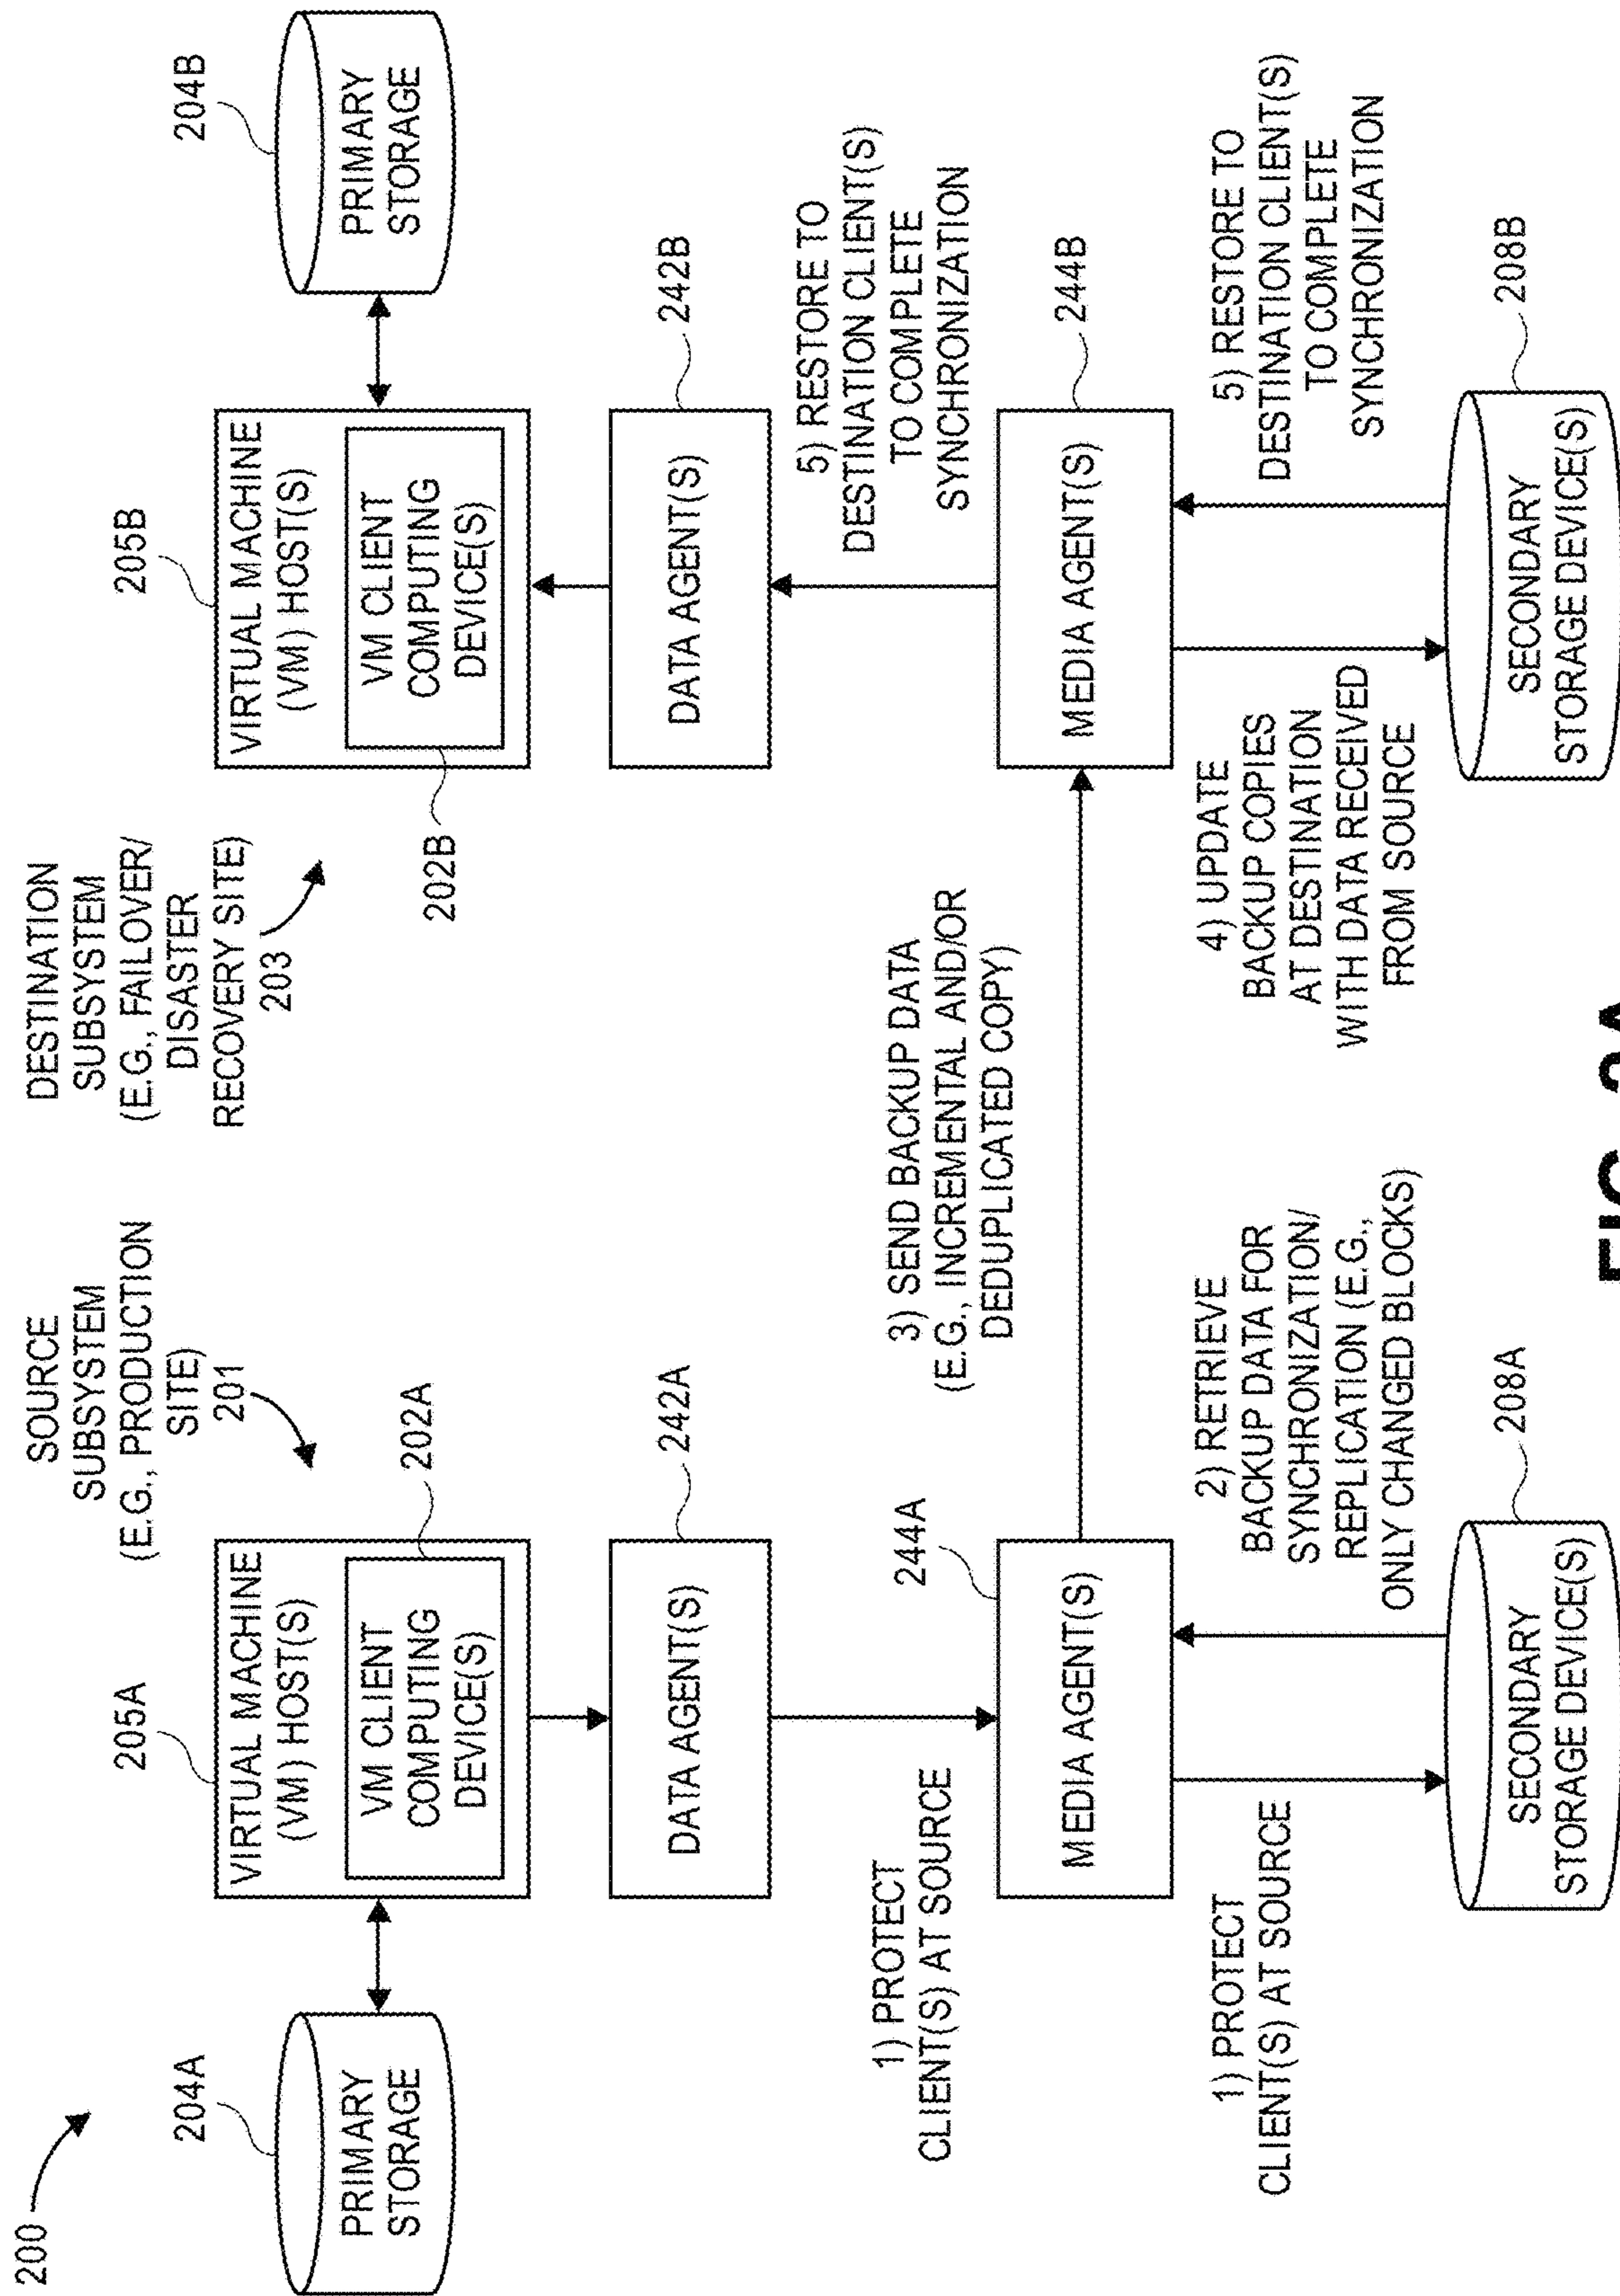 200
204A
PRIMARY
STORAGE
205A
VIRTUAL MACHINE
(VM) HOST(S)
VM CLIENT
COMPUTING
DEVICE(S)
202A
SOURCE
SUBSYSTEM
(E.G., PRODUCTION
SITE)
201
DESTINATION
SUBSYSTEM
(E.G., FAILOVER/
DISASTER
RECOVERY SITE)
203
205B
VIRTUAL MACHINE
(VM) HOST(S)
VM CLIENT
COMPUTING
DEVICE(S)
202B
204B
PRIMARY
STORAGE
DATA AGENT(S)
242A
DATA AGENT(S)
242B
1) PROTECT
CLIENT(S) AT SOURCE
3) SEND BACKUP DATA
(E.G., INCREMENTAL AND/OR
DEDUPLICATED COPY)
5) RESTORE TO
DESTINATION CLIENT(S)
TO COMPLETE
SYNCHRONIZATION
MEDIA AGENT(S)
244A
MEDIA AGENT(S)
244B
1) PROTECT
CLIENT(S) AT SOURCE
2) RETRIEVE
BACKUP DATA FOR
SYNCHRONIZATION/
REPLICATION (E.G.,
ONLY CHANGED BLOCKS)
4) UPDATE
BACKUP COPIES
AT DESTINATION
WITH DATA RECEIVED
FROM SOURCE
5) RESTORE TO
DESTINATION CLIENT(S)
TO COMPLETE
SYNCHRONIZATION
SECONDARY
STORAGE DEVICE(S)
208A
SECONDARY
STORAGE DEVICE(S)
208B
FIG. 2A